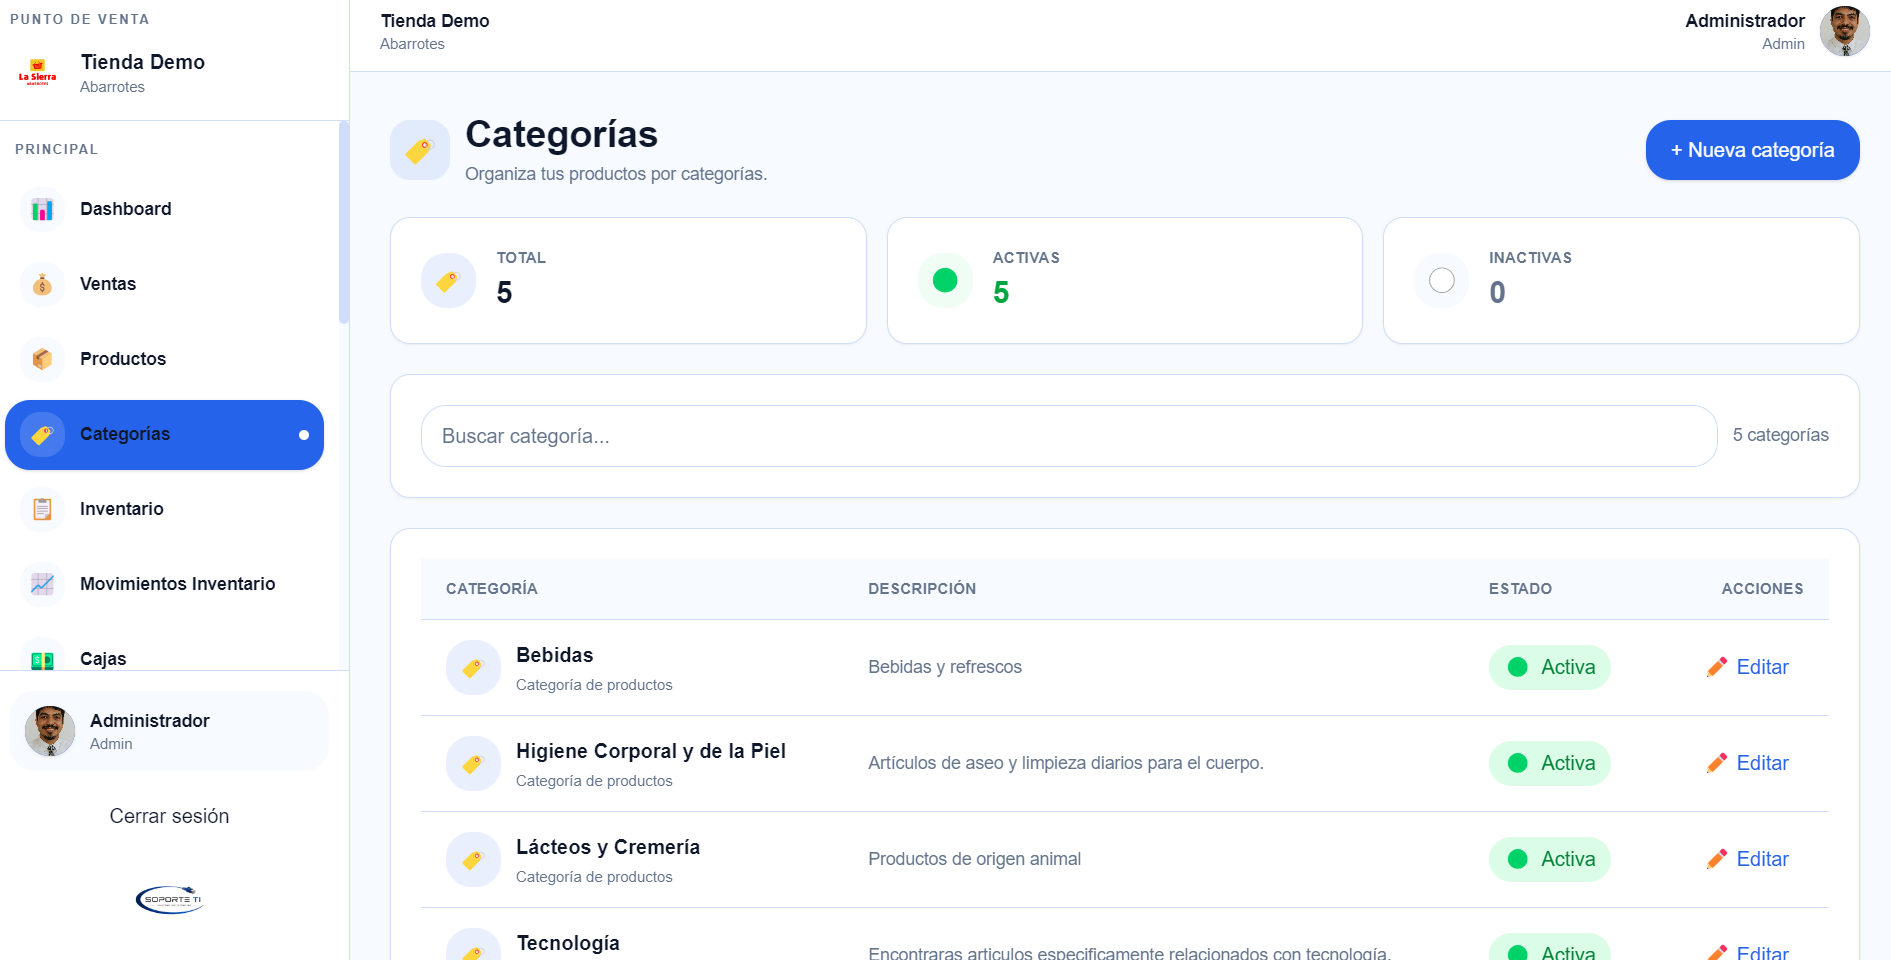 PUNTO DE VENTA
La Sierra
ABARROTES
Tienda Demo
Abarrotes
PRINCIPAL
Dashboard
Ventas
Productos
Categorías
Inventario
Movimientos Inventario
Cajas
Administrador
Admin
Cerrar sesión
SOPORTE TI
Tienda Demo
Abarrotes
Administrador
Admin
Categorías
Organiza tus productos por categorías.
+ Nueva categoría
TOTAL
5
ACTIVAS
5
INACTIVAS
0
Buscar categoría...
5 categorías
CATEGORÍA DESCRIPCIÓN ESTADO ACCIONES
Bebidas
Categoría de productos
Bebidas y refrescos
Activa
Editar
Higiene Corporal y de la Piel
Categoría de productos
Artículos de aseo y limpieza diarios para el cuerpo.
Activa
Editar
Lácteos y Cremería
Categoría de productos
Productos de origen animal
Activa
Editar
Tecnología
Encontraras articulos especificamente relacionados con tecnología.
Activa
Editar